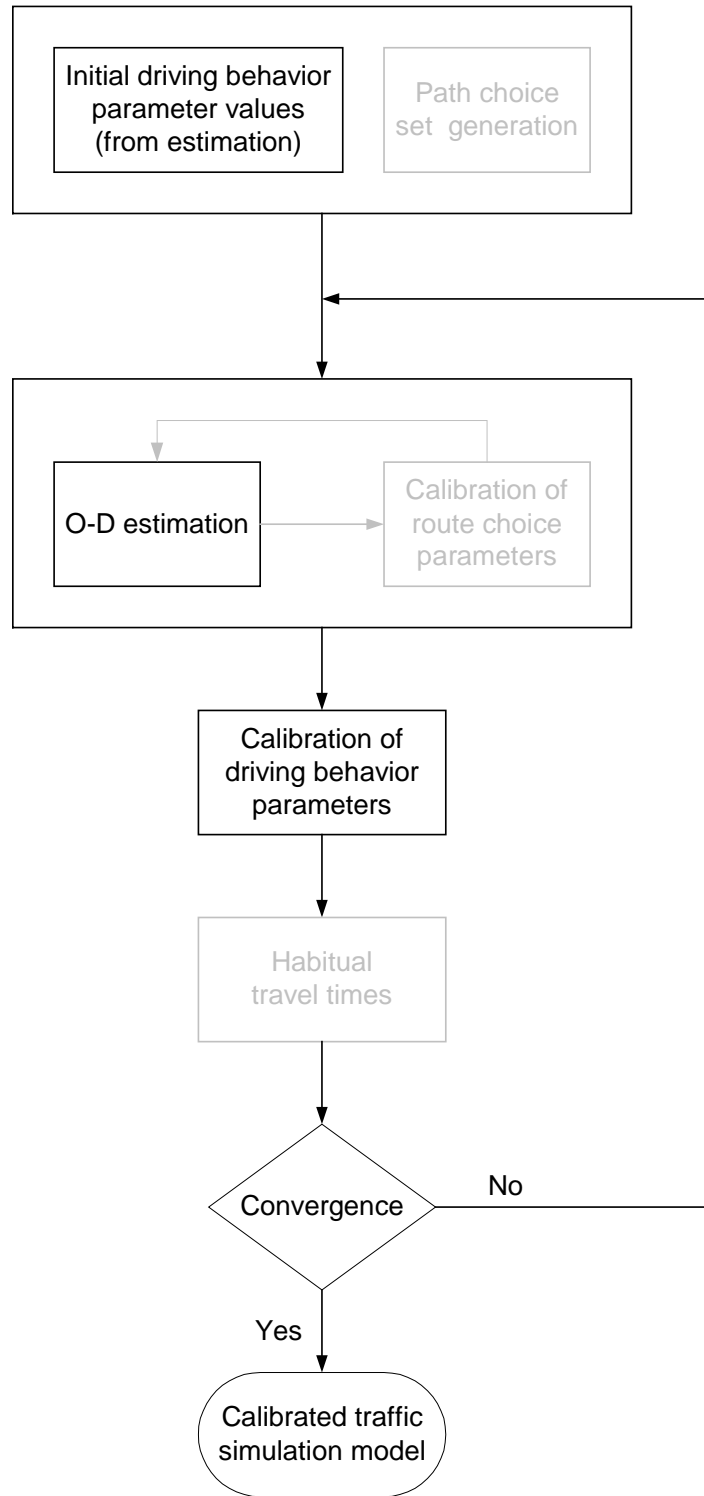 Initial driving behavior
parameter values
(from estimation)
Path choice
set generation
O-D estimation
Calibration of
route choice
parameters
Calibration of
driving behavior
parameters
Habitual
travel times
Convergence
No
Yes
Calibrated traffic
simulation model